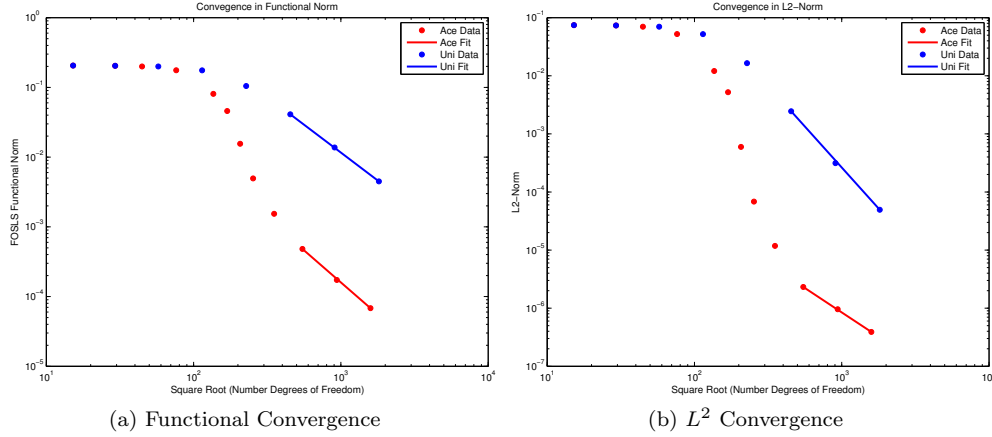 Convegence in Functional Norm
10^0
10^-1
10^-2
10^-3
10^-4
10^-5
FOSLS Functional Norm
Ace Data
Ace Fit
Uni Data
Uni Fit
10^1
10^2
10^3
10^4
Square Root (Number Degrees of Freedom)
(a) Functional Convergence
Convegence in L2-Norm
10^-1
10^-2
10^-3
10^-4
10^-5
10^-6
10^-7
L2-Norm
Ace Data
Ace Fit
Uni Data
Uni Fit
10^1
10^2
10^3
10^4
Square Root (Number Degrees of Freedom)
(b) L^2 Convergence